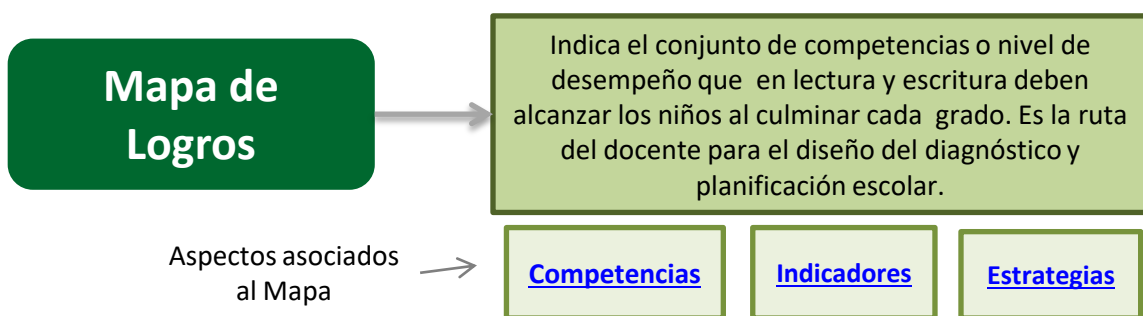 Mapa de
Logros
Indica el conjunto de competencias o nivel de
desempeño que en lectura y escritura deben
alcanzar los niños al culminar cada grado. Es la ruta
del docente para el diseño del diagnóstico y
planificación escolar.
Aspectos asociados
al Mapa
Competencias
Indicadores
Estrategias